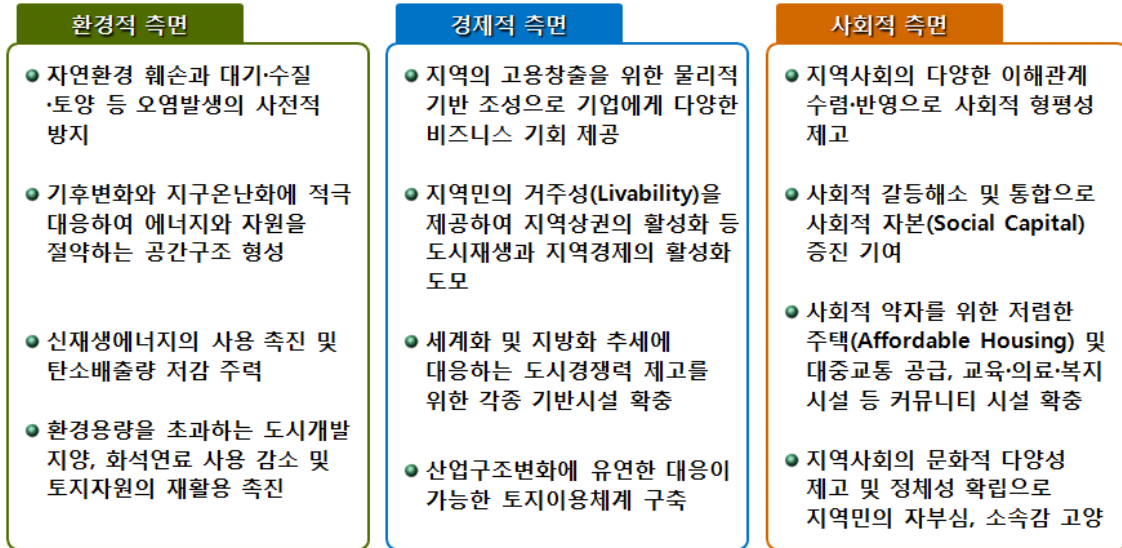 환경적 측면
자연환경 훼손과 대기·수질
·토양 등 오염발생의 사전적
방지
기후변화와 지구온난화에 적극
대응하여 에너지와 자원을
절약하는 공간구조 형성
신재생에너지의 사용 촉진 및
탄소배출량 저감 주력
환경용량을 초과하는 도시개발
지양, 화석연료 사용 감소 및
토지자원의 재활용 촉진
경제적 측면
지역의 고용창출을 위한 물리적
기반 조성으로 기업에게 다양한
비즈니스 기회 제공
지역민의 거주성(Livability)을
제공하여 지역상권의 활성화 등
도시재생과 지역경제의 활성화
도모
세계화 및 지방화 추세에
대응하는 도시경쟁력 제고를
위한 각종 기반시설 확충
산업구조변화에 유연한 대응이
가능한 토지이용체계 구축
사회적 측면
지역사회의 다양한 이해관계
수렴·반영으로 사회적 형평성
제고
사회적 갈등해소 및 통합으로
사회적 자본(Social Capital)
증진 기여
사회적 약자를 위한 저렴한
주택(Affordable Housing) 및
대중교통 공급, 교육·의료·복지
시설 등 커뮤니티 시설 확충
지역사회의 문화적 다양성
제고 및 정체성 확립으로
지역민의 자부심, 소속감 고양